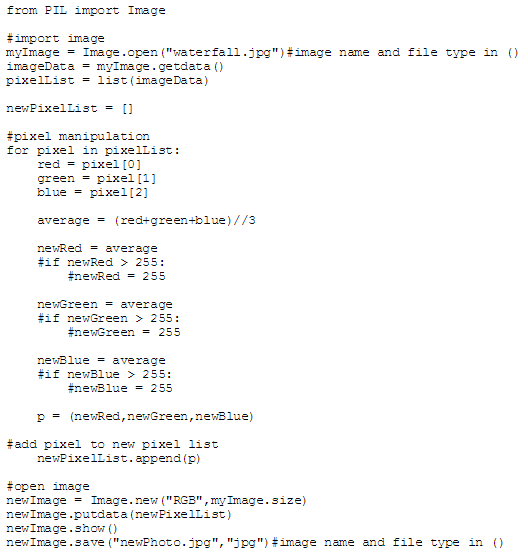 from PIL import Image

#import image
myImage = Image.open("waterfall.jpg")#image name and file type in ()
imageData = myImage.getdata()
pixelList = list(imageData)

newPixelList = []

#pixel manipulation
for pixel in pixelList:
    red = pixel[0]
    green = pixel[1]
    blue = pixel[2]

    average = (red+green+blue)//3

    newRed = average
    #if newRed > 255:
        #newRed = 255

    newGreen = average
    #if newGreen > 255:
        #newGreen = 255

    newBlue = average
    #if newBlue > 255:
        #newBlue = 255

    p = (newRed,newGreen,newBlue)

#add pixel to new pixel list
    newPixelList.append(p)

#open image
newImage = Image.new("RGB",myImage.size)
newImage.putdata(newPixelList)
newImage.show()
newImage.save("newPhoto.jpg","jpg")#image name and file type in ()